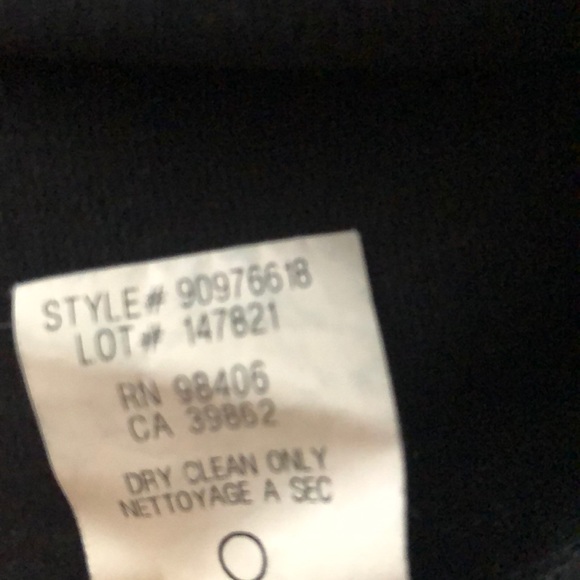 STYLE# 90976618
LOT# 147821
RN 98406
CA 39862
DRY CLEAN ONLY
NETTOYAGE A SEC